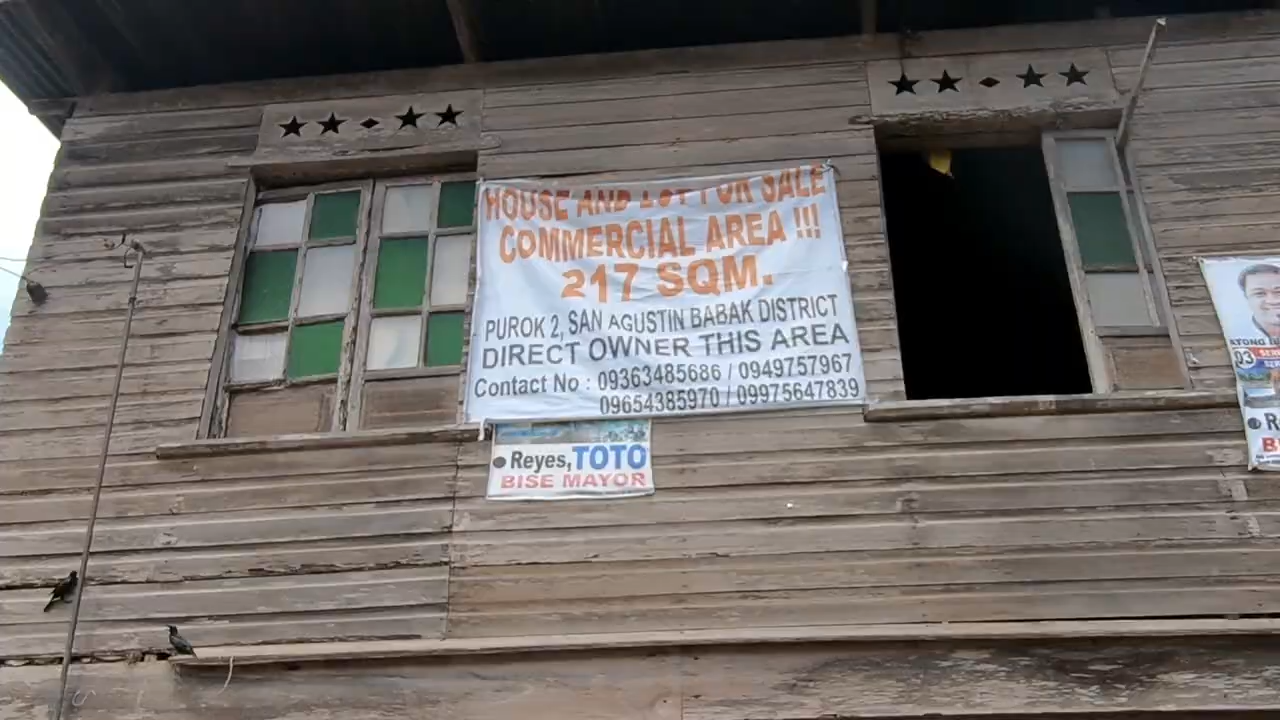 HOUSE AND LOT FOR SALE
COMMERCIAL AREA !!!
217 SQM.
PUROK 2, SAN AGUSTIN BABAK DISTRICT
DIRECT OWNER THIS AREA
Contact No : 09363485686 / 0949757967
09654385970 / 09975647839
Reyes, TOTO
BISE MAYOR
03